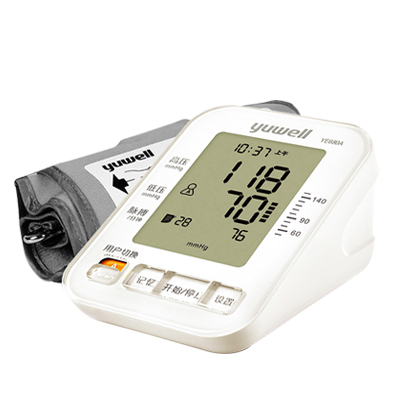 yuwell
yuwell
YE680A
10:37 上午
高压
mmHg
118
低压
mmHg
70
脉搏
/分钟
28
76
mmHg
140
90
60
用户切换
记忆
开始/停止
设置